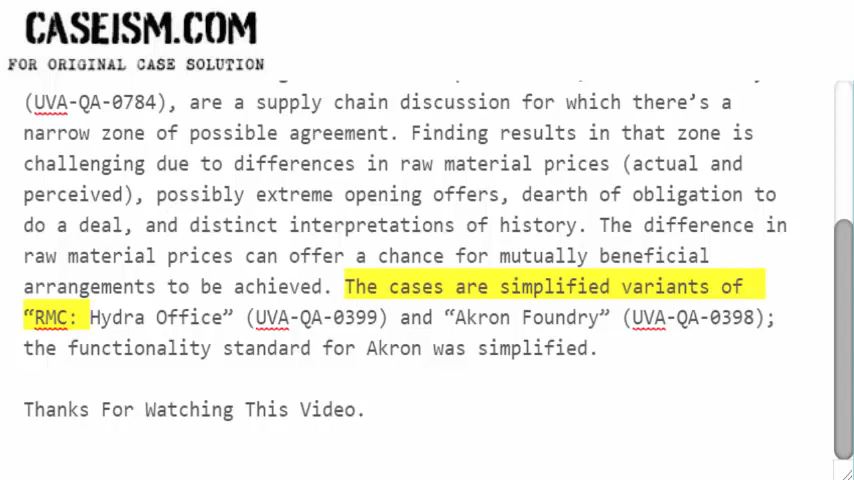 CASEISM.COM
FOR ORIGINAL CASE SOLUTION
(UVA-QA-0784), are a supply chain discussion for which there’s a
narrow zone of possible agreement. Finding results in that zone is
challenging due to differences in raw material prices (actual and
perceived), possibly extreme opening offers, dearth of obligation to
do a deal, and distinct interpretations of history. The difference in
raw material prices can offer a chance for mutually beneficial
arrangements to be achieved. The cases are simplified variants of
“RMC: Hydra Office” (UVA-QA-0399) and “Akron Foundry” (UVA-QA-0398);
the functionality standard for Akron was simplified.
Thanks For Watching This Video.